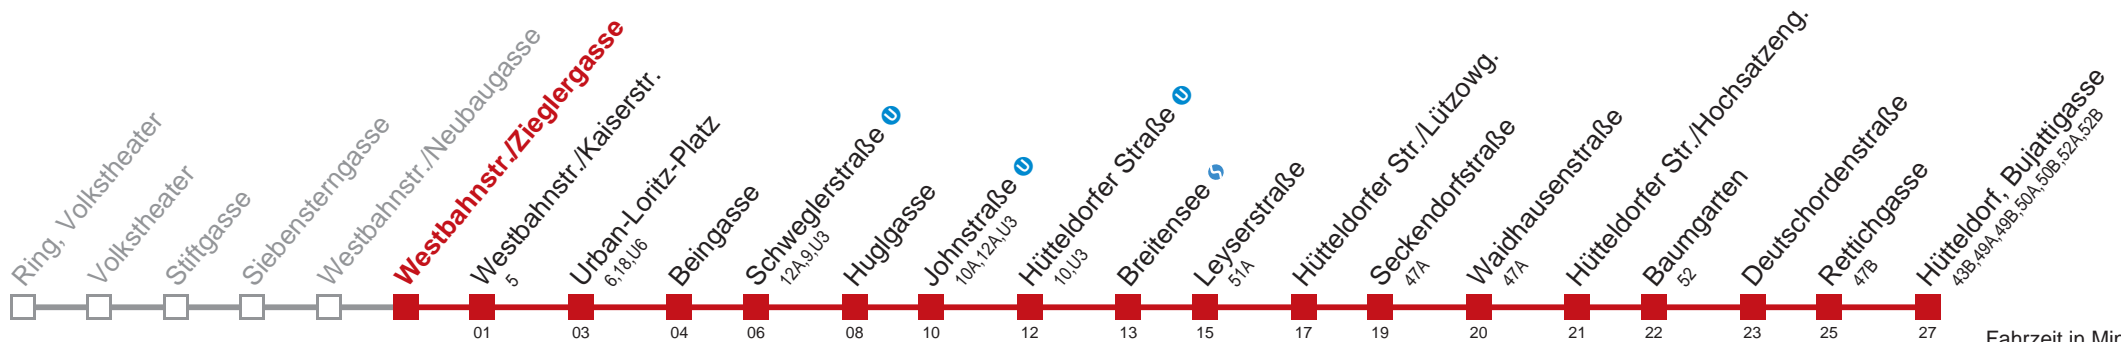 Ring, Volkstheater
Volkstheater
Stiftgasse
Siebensterngasse
Westbahnstr./Neubaugasse
Westbahnstr./Zieglergasse
Westbahnstr./Kaiserstr.
5
Urban-Loritz-Platz
6,18,U6
Beingasse
Schweglerstraße U
12A,9,U3
Huglgasse
Johnstraße U
10A,12A,U3
Hütteldorfer Straße U
10,U3
Breitensee
Leyserstraße
51A
Hütteldorfer Str./Lützowg.
Seckendorfstraße
47A
Waidhausenstraße
47A
Hütteldorfer Str./Hochsatzeng.
Baumgarten
52
Deutschordenstraße
Rettichgasse
47B
Hütteldorf, Bujattigasse
43B,49A,49B,50A,50B,52A,52B
01 03 04 06 08 10 12 13 15 17 19 20 21 22 23 25 27
Fahrzeit in Min